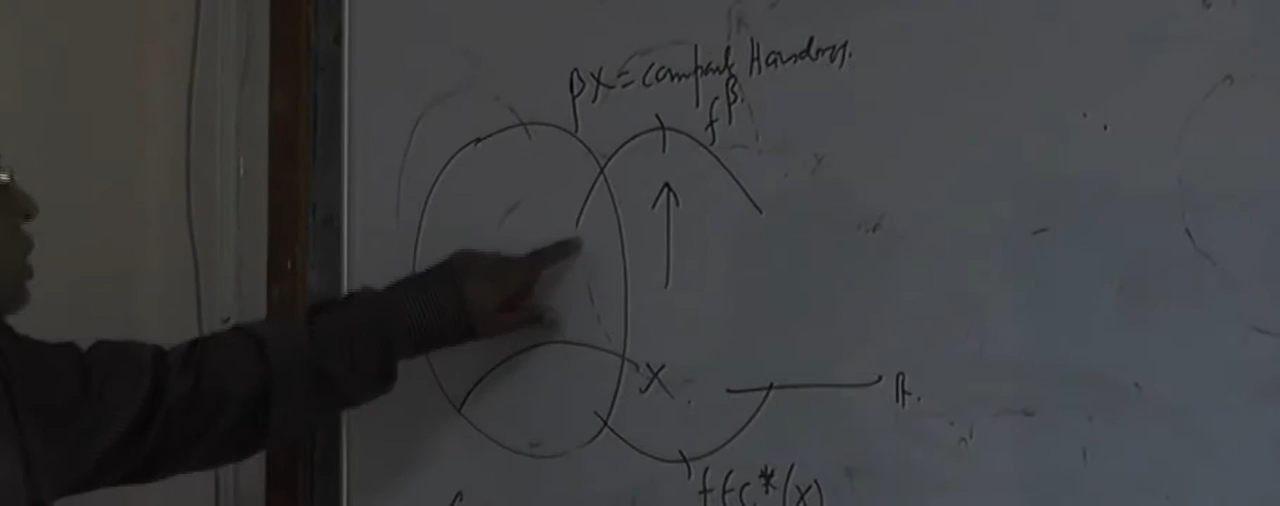 βX = compact Hausdorff.
f^β
X.
R.
f ∈ C*(X)